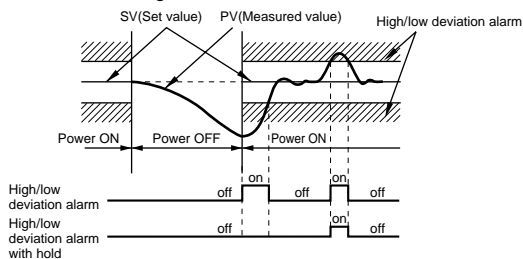 SV(Set value) PV(Measured value)
High/low deviation alarm
Power ON Power OFF Power ON
on on
High/low
deviation alarm
off off off
High/low
deviation alarm
with hold
off on off